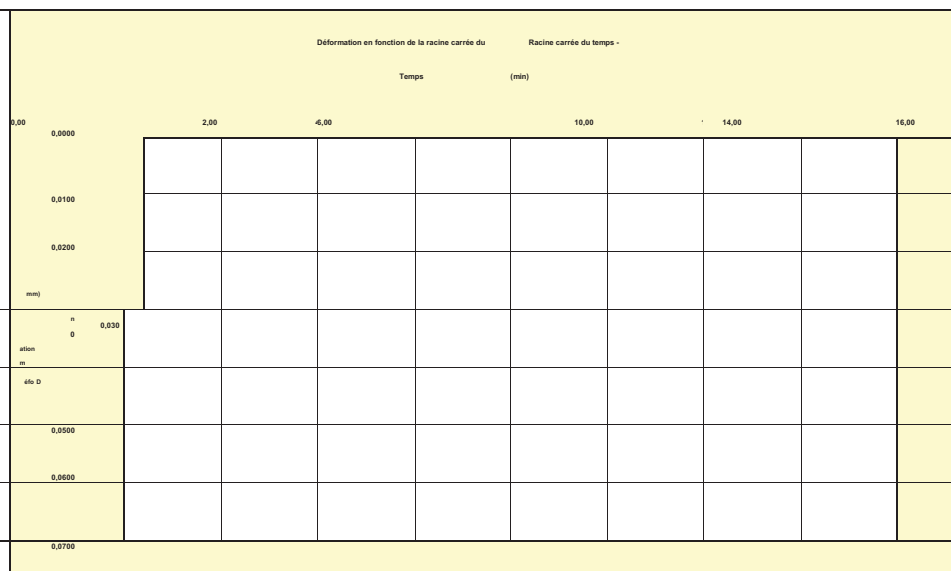 Déformation en fonction de la racine carrée du Racine carrée du temps -
Temps (min)
0,00 2,00 6,00 10,00 14,00 16,00
0,0000
0,0100
0,0200
mm)
n
0,030
0
ation
m
éfo D
0,0500
0,0600
0,0700